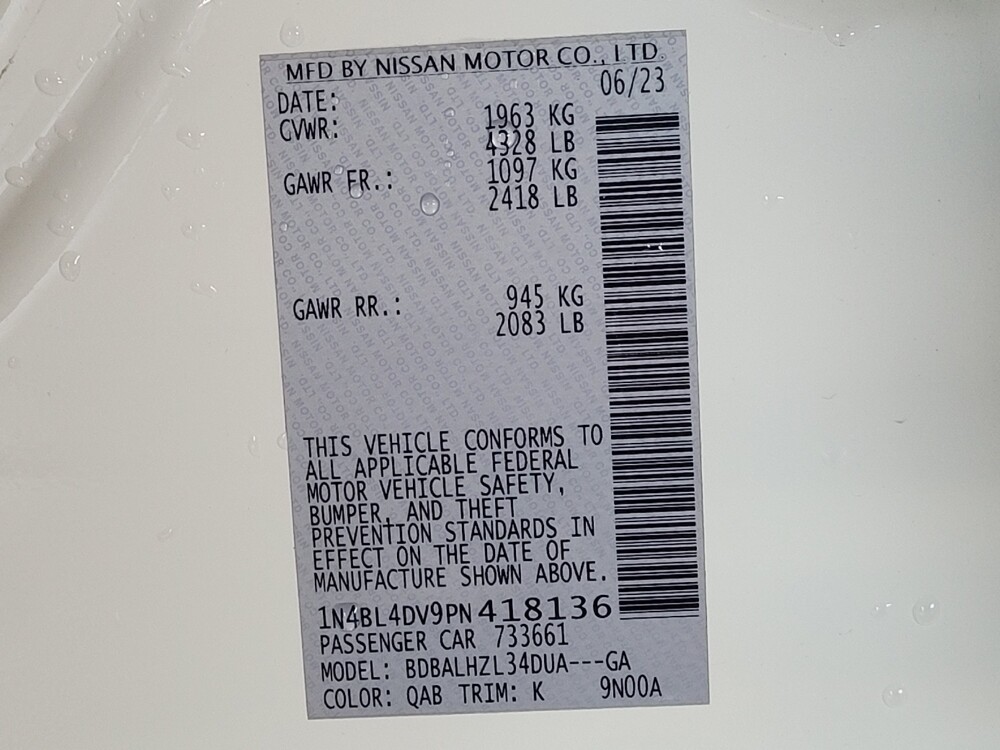 MFD BY NISSAN MOTOR CO., LTD.
DATE: 06/23
GVWR: 1963 KG
4328 LB
GAWR FR.: 1097 KG
2418 LB
GAWR RR.: 945 KG
2083 LB
THIS VEHICLE CONFORMS TO
ALL APPLICABLE FEDERAL
MOTOR VEHICLE SAFETY,
BUMPER, AND THEFT
PREVENTION STANDARDS IN
EFFECT ON THE DATE OF
MANUFACTURE SHOWN ABOVE.
1N4BL4DV9PN418136
PASSENGER CAR 733661
MODEL: BDBALHZL34DUA---GA
COLOR: QAB TRIM: K 9N00A